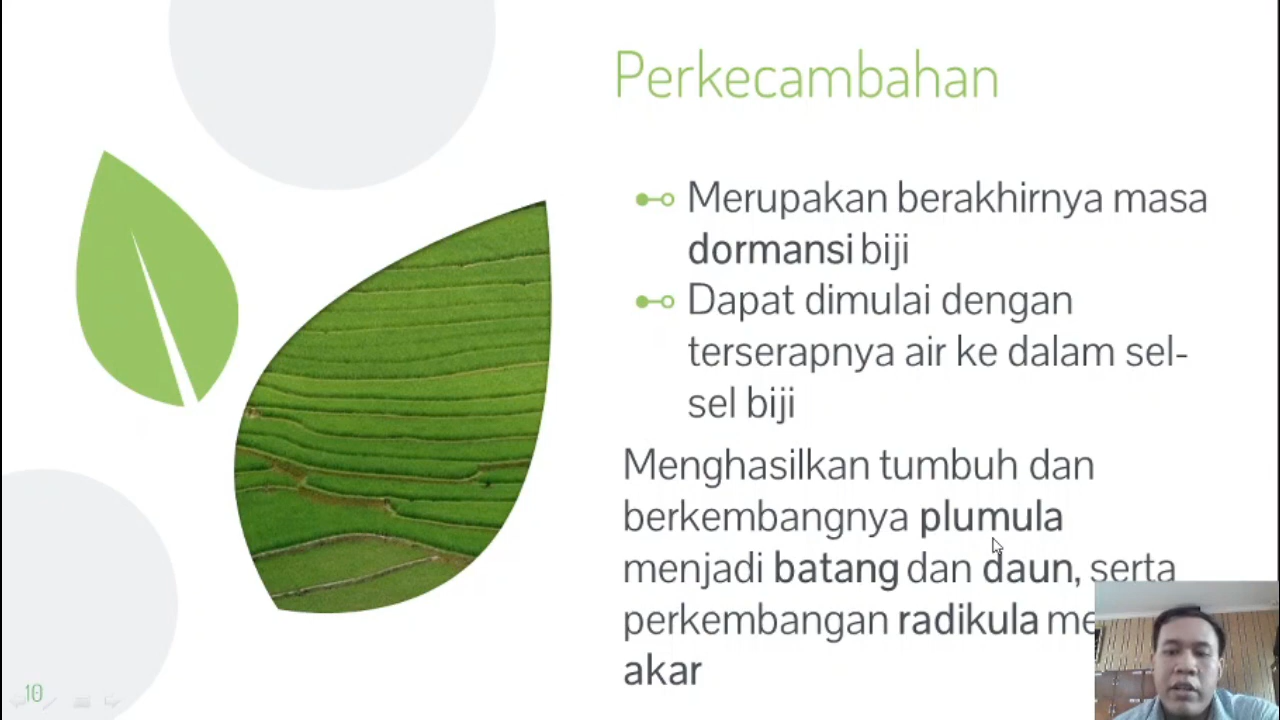 Perkecambahan
Merupakan berakhirnya masa
dormansi biji
Dapat dimulai dengan
terserapnya air ke dalam sel-
sel biji
Menghasilkan tumbuh dan
berkembangnya plumula
menjadi batang dan daun, serta
perkembangan radikula
akar
10